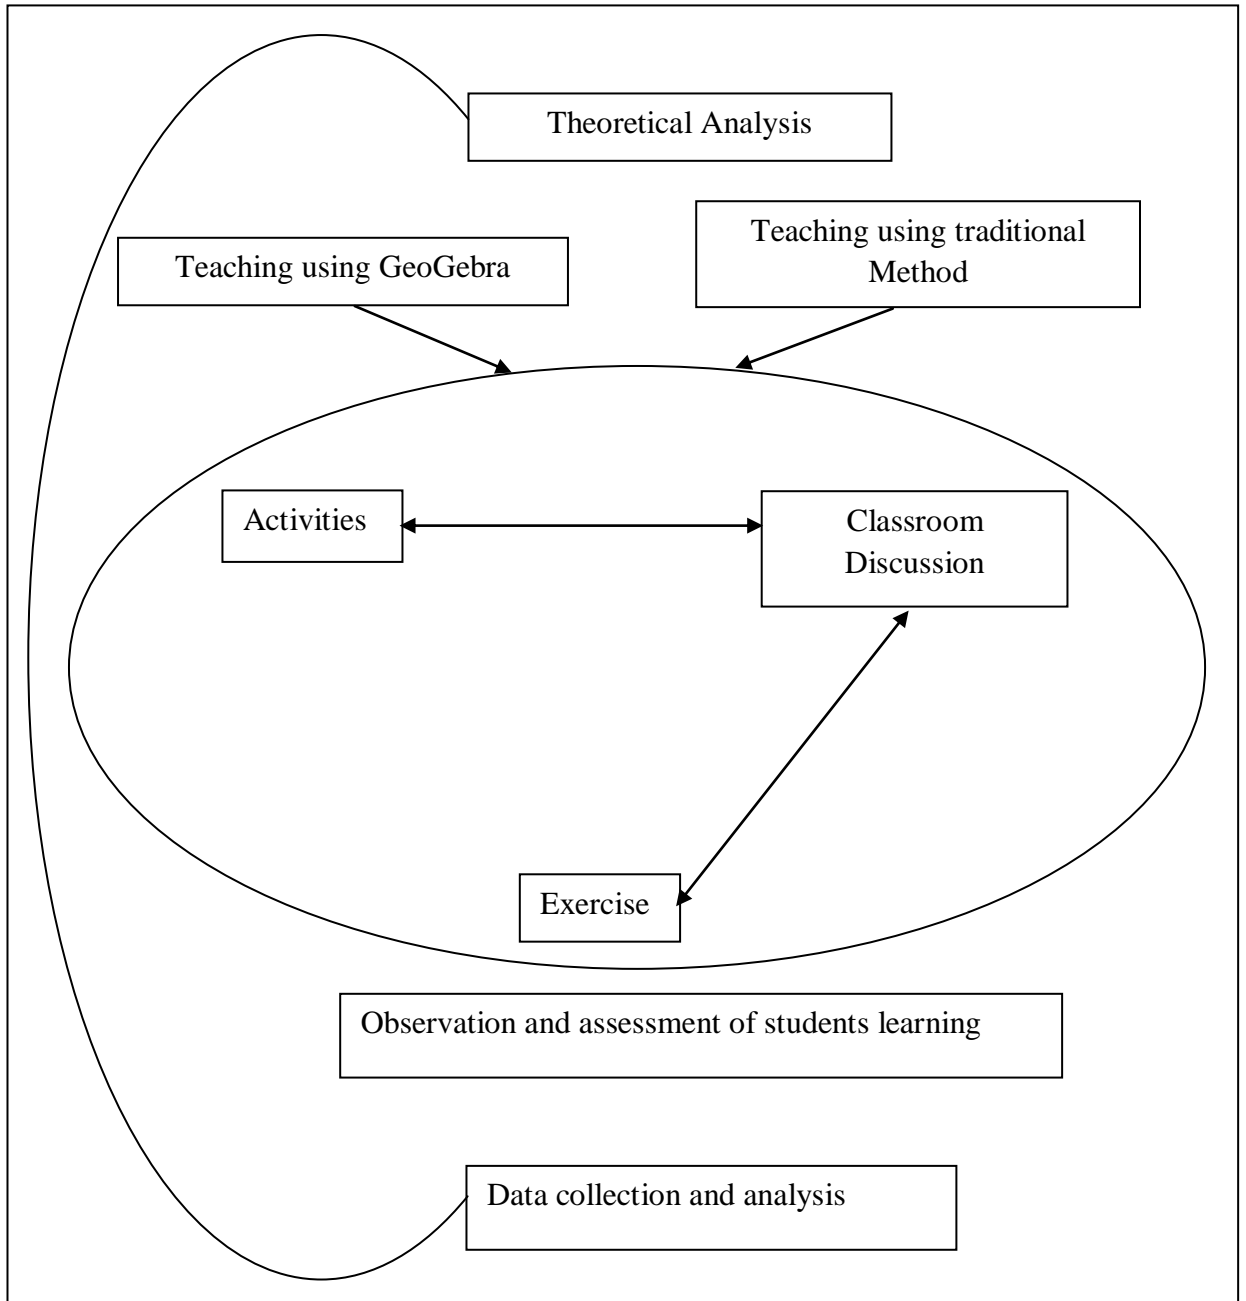 Theoretical Analysis
Teaching using GeoGebra
Teaching using traditional
Method
Activities
Classroom
Discussion
Exercise
Observation and assessment of students learning
Data collection and analysis